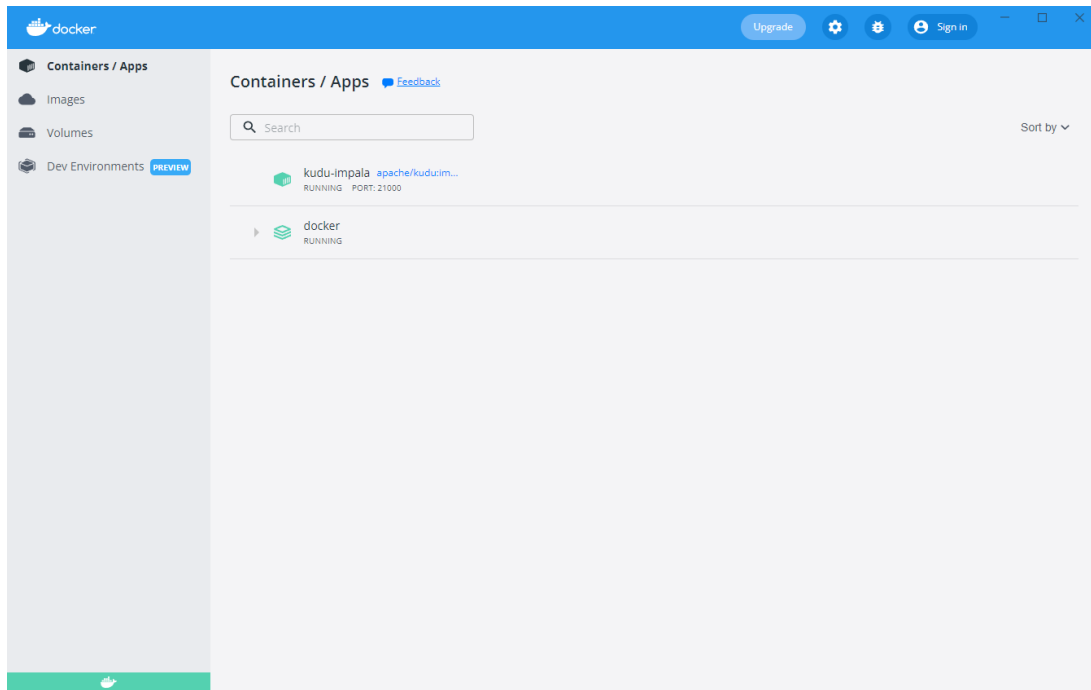 docker
Upgrade
Sign in
Containers / Apps
Images
Volumes
Dev Environments PREVIEW
Containers / Apps Feedback
Search
Sort by
kudu-impala apache/kudu:im...
RUNNING PORT: 21000
docker
RUNNING